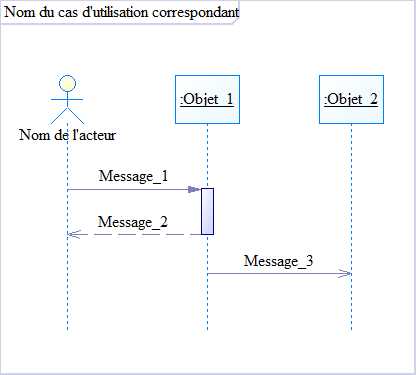 Nom du cas d'utilisation correspondant
:Objet_1
:Objet_2
Nom de l'acteur
Message_1
Message_2
Message_3